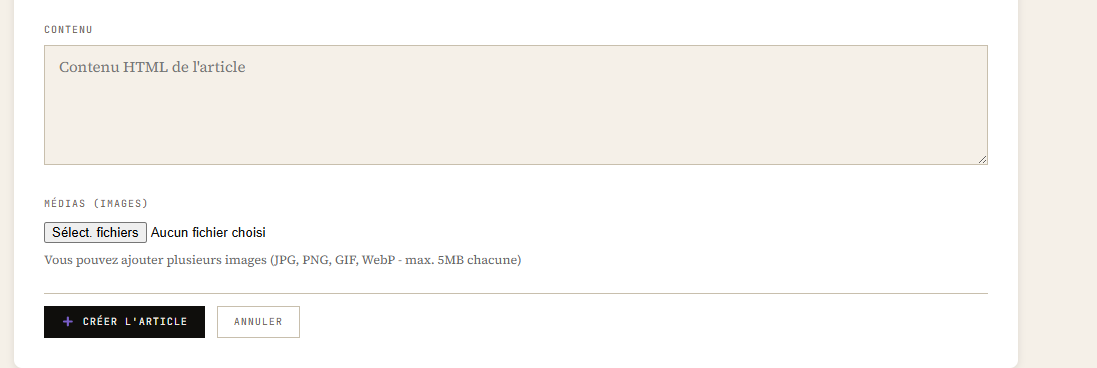 CONTENU
Contenu HTML de l'article
MÉDIAS (IMAGES)
Sélect. fichiers Aucun fichier choisi
Vous pouvez ajouter plusieurs images (JPG, PNG, GIF, WebP - max. 5MB chacune)
+ CRÉER L'ARTICLE ANNULER